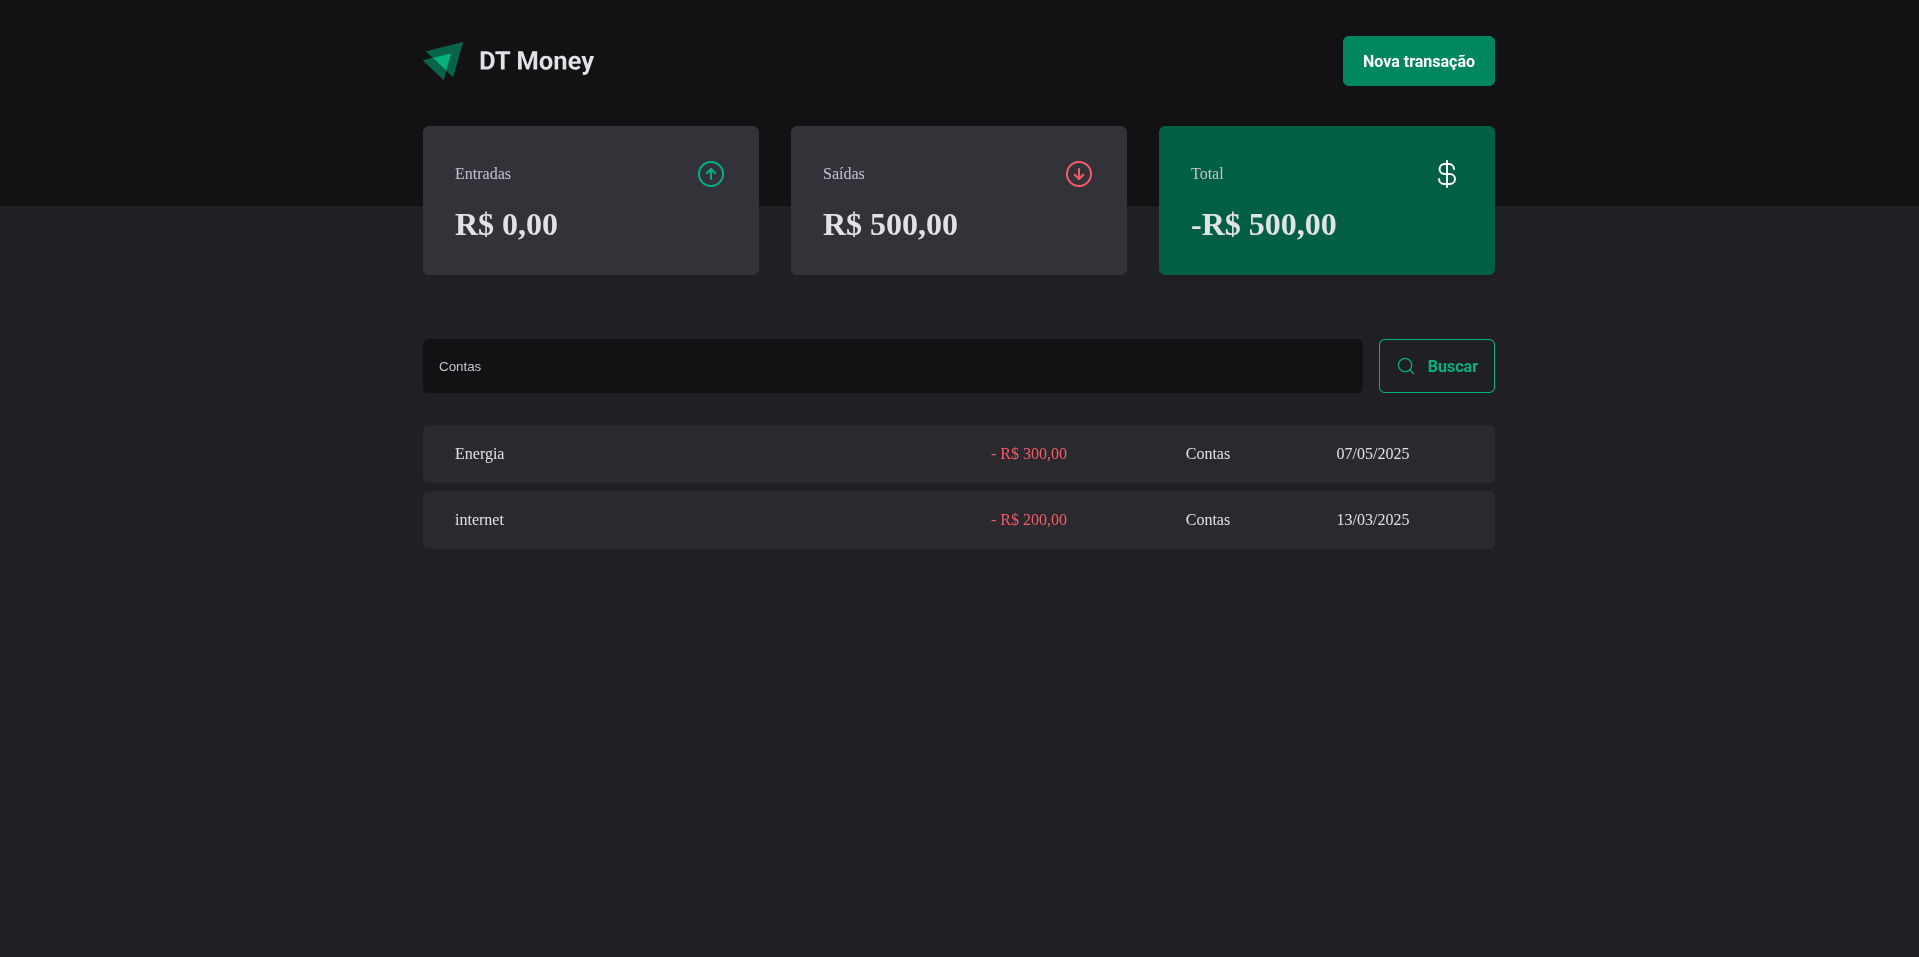 DT Money
Nova transação
Entradas
R$ 0,00
Saídas
R$ 500,00
Total
-R$ 500,00
Contas
Buscar
Energia - R$ 300,00 Contas 07/05/2025
internet - R$ 200,00 Contas 13/03/2025